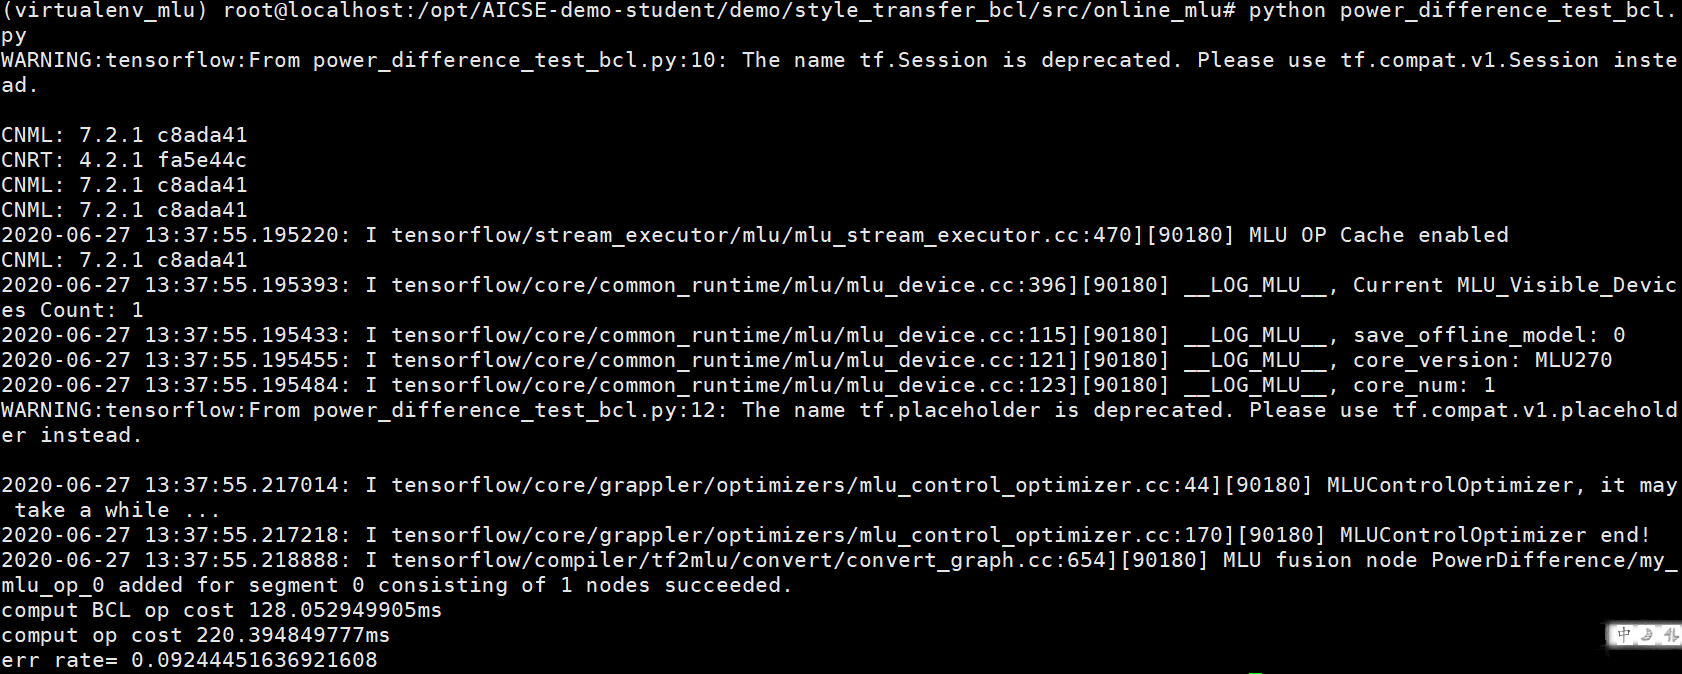 (virtualenv_mlu) root@localhost:/opt/AICSE-demo-student/demo/style_transfer_bcl/src/online_mlu# python power_difference_test_bcl.
py
WARNING:tensorflow:From power_difference_test_bcl.py:10: The name tf.Session is deprecated. Please use tf.compat.v1.Session inste
ad.
CNML: 7.2.1 c8ada41
CNRT: 4.2.1 fa5e44c
CNML: 7.2.1 c8ada41
CNML: 7.2.1 c8ada41
2020-06-27 13:37:55.195220: I tensorflow/stream_executor/mlu/mlu_stream_executor.cc:470][90180] MLU OP Cache enabled
CNML: 7.2.1 c8ada41
2020-06-27 13:37:55.195393: I tensorflow/core/common_runtime/mlu/mlu_device.cc:396][90180] __LOG_MLU__, Current MLU_Visible_Devic
es Count: 1
2020-06-27 13:37:55.195433: I tensorflow/core/common_runtime/mlu/mlu_device.cc:115][90180] __LOG_MLU__, save_offline_model: 0
2020-06-27 13:37:55.195455: I tensorflow/core/common_runtime/mlu/mlu_device.cc:121][90180] __LOG_MLU__, core_version: MLU270
2020-06-27 13:37:55.195484: I tensorflow/core/common_runtime/mlu/mlu_device.cc:123][90180] __LOG_MLU__, core_num: 1
WARNING:tensorflow:From power_difference_test_bcl.py:12: The name tf.placeholder is deprecated. Please use tf.compat.v1.placehold
er instead.
2020-06-27 13:37:55.217014: I tensorflow/core/grappler/optimizers/mlu_control_optimizer.cc:44][90180] MLUControlOptimizer, it may
 take a while ...
2020-06-27 13:37:55.217218: I tensorflow/core/grappler/optimizers/mlu_control_optimizer.cc:170][90180] MLUControlOptimizer end!
2020-06-27 13:37:55.218888: I tensorflow/compiler/tf2mlu/convert/convert_graph.cc:654][90180] MLU fusion node PowerDifference/my_
mlu_op_0 added for segment 0 consisting of 1 nodes succeeded.
comput BCL op cost 128.052949905ms
comput op cost 220.394849777ms
中
err rate= 0.09244451636921608